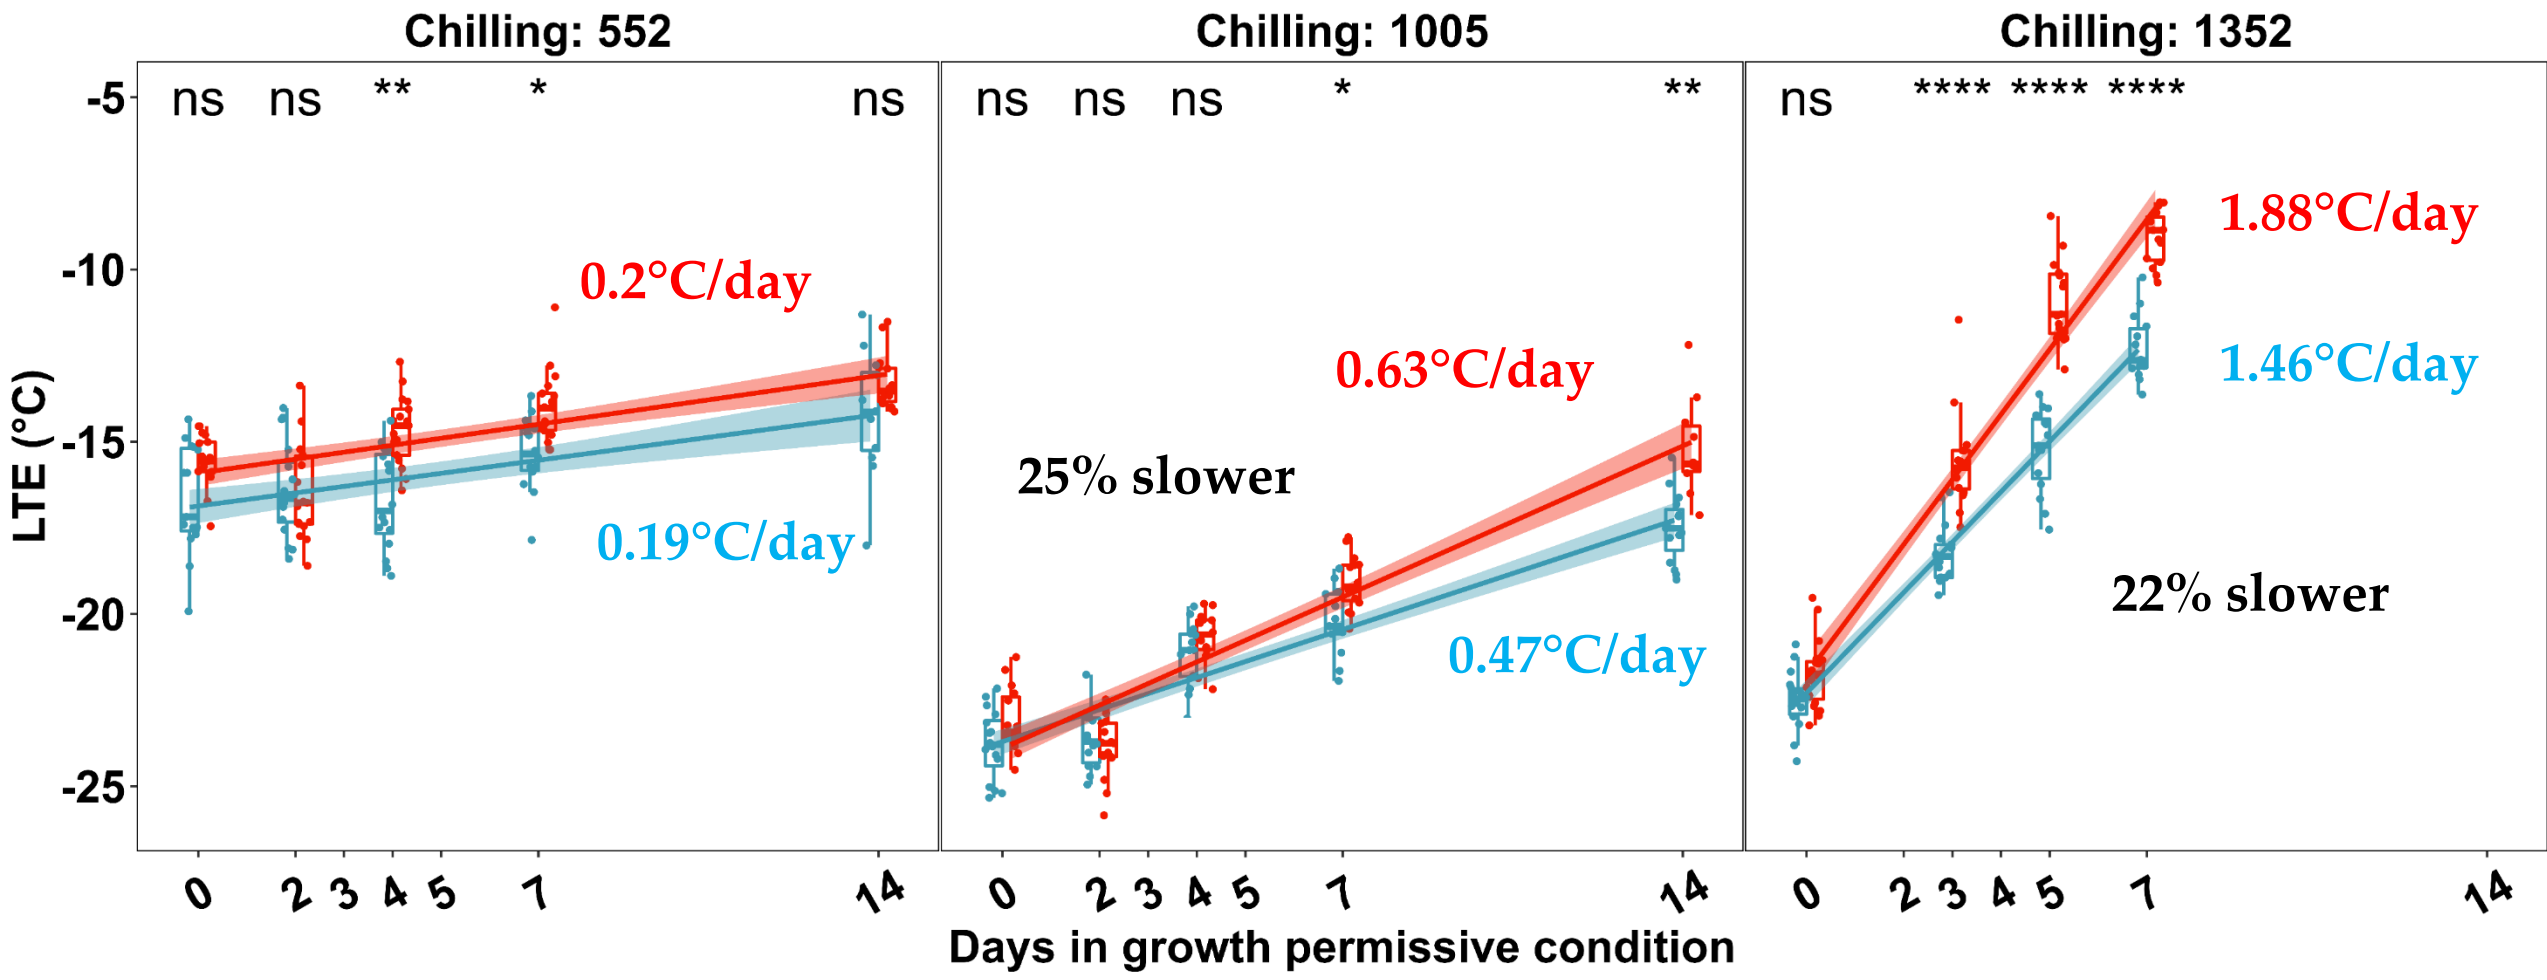 Chilling: 552 Chilling: 1005 Chilling: 1352
ns ns ** * ns ns ns ns * ** ns **** **** ****
-5
-10
-15
-20
-25
LTE (°C)
0.2°C/day
0.19°C/day
25% slower
0.63°C/day
0.47°C/day
1.88°C/day
1.46°C/day
22% slower
0 2 3 4 5 7 14 0 2 3 4 5 7 14 0 2 3 4 5 7 14
Days in growth permissive condition